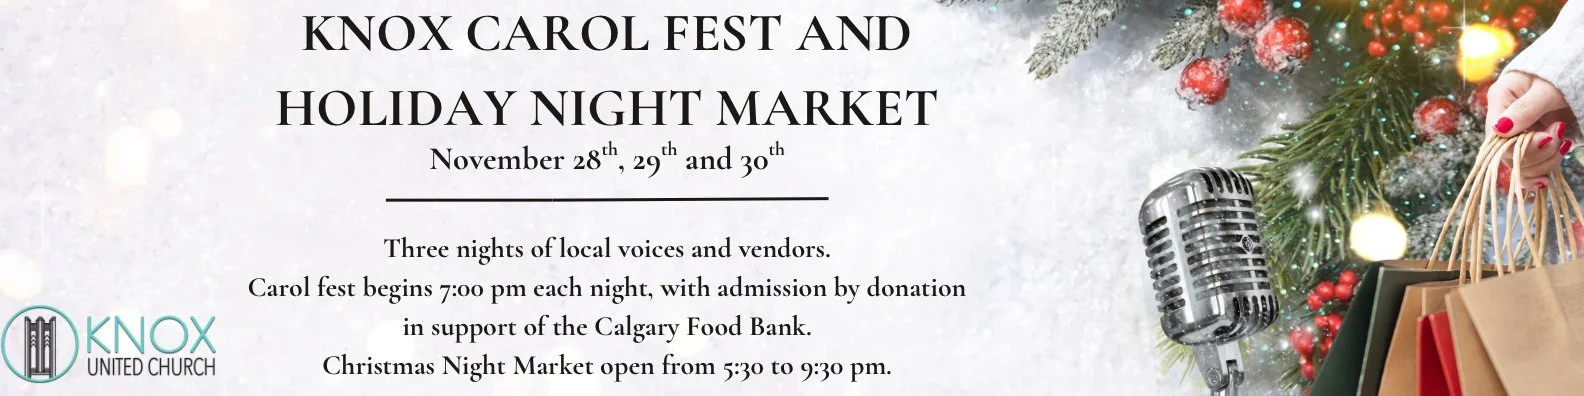 KNOX CAROL FEST AND
HOLIDAY NIGHT MARKET
November 28th, 29th and 30th
Three nights of local voices and vendors.
Carol fest begins 7:00 pm each night, with admission by donation
in support of the Calgary Food Bank.
Christmas Night Market open from 5:30 to 9:30 pm.
KNOX
UNITED CHURCH